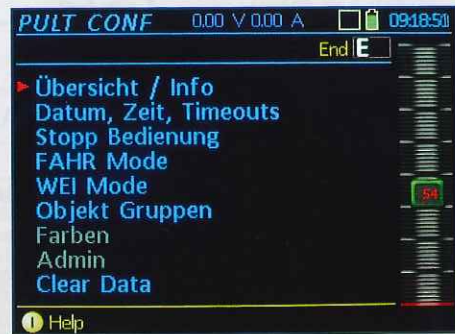 PULT CONF 0.00 V 0.00 A 09:18:50
End E
Übersicht / Info
Datum, Zeit, Timeouts
Stopp Bedienung
FAHR Mode
WEI Mode
Objekt Gruppen
54
Farben
Admin
Clear Data
I Help